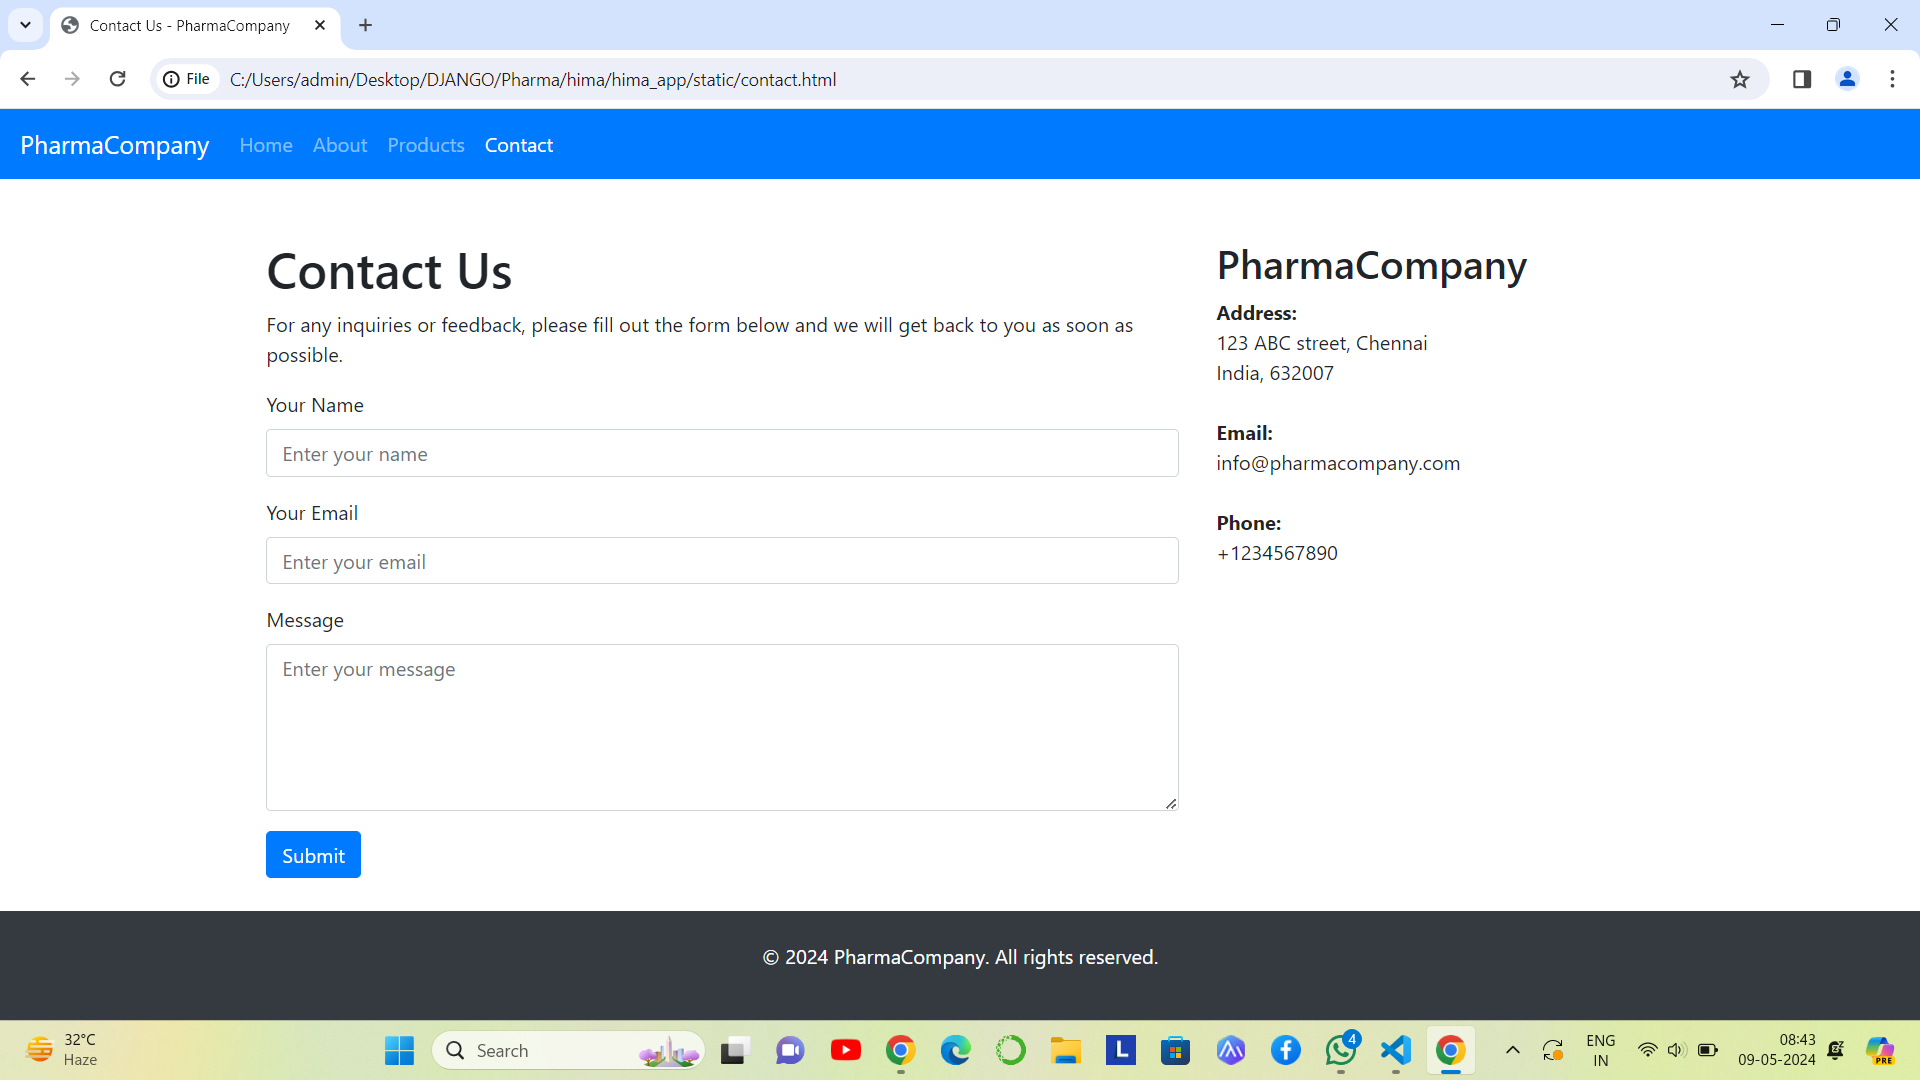 Contact Us - PharmaCompany
File
C:/Users/admin/Desktop/DJANGO/Pharma/hima/hima_app/static/contact.html
PharmaCompany Home About Products Contact
Contact Us
For any inquiries or feedback, please fill out the form below and we will get back to you as soon as
possible.
Your Name
Enter your name
Your Email
Enter your email
Message
Enter your message
Submit
PharmaCompany
Address:
123 ABC street, Chennai
India, 632007
Email:
info@pharmacompany.com
Phone:
+1234567890
© 2024 PharmaCompany. All rights reserved.
32°C
Haze
Search
L
4
ENG
IN
08:43
09-05-2024
PRE